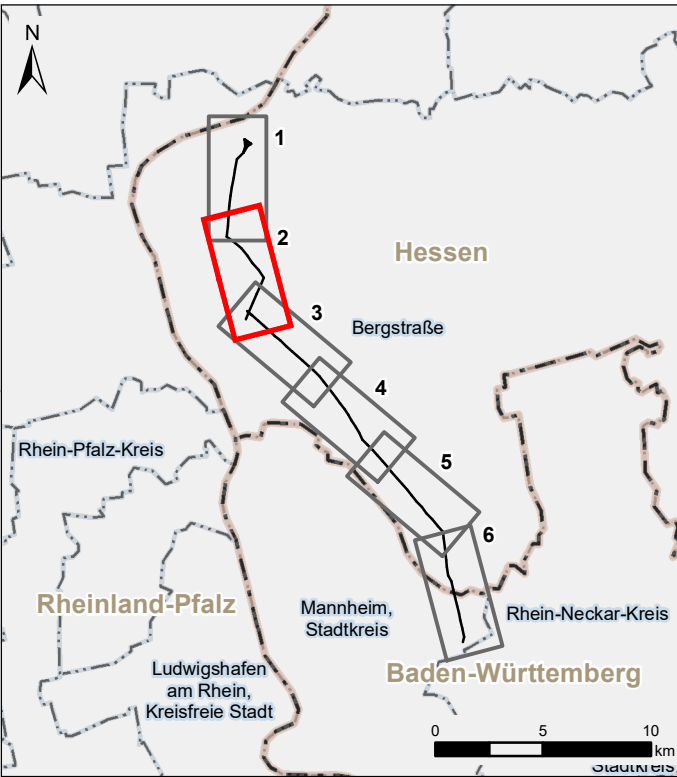 N
1
2
Hessen
3
Bergstraße
4
Rhein-Pfalz-Kreis
5
6
Rheinland-Pfalz
Mannheim,
Stadtkreis
Rhein-Neckar-Kreis
Ludwigshafen
am Rhein,
Kreisfreie Stadt
Baden-Württemberg
0 5 10
km
Stadtkreis